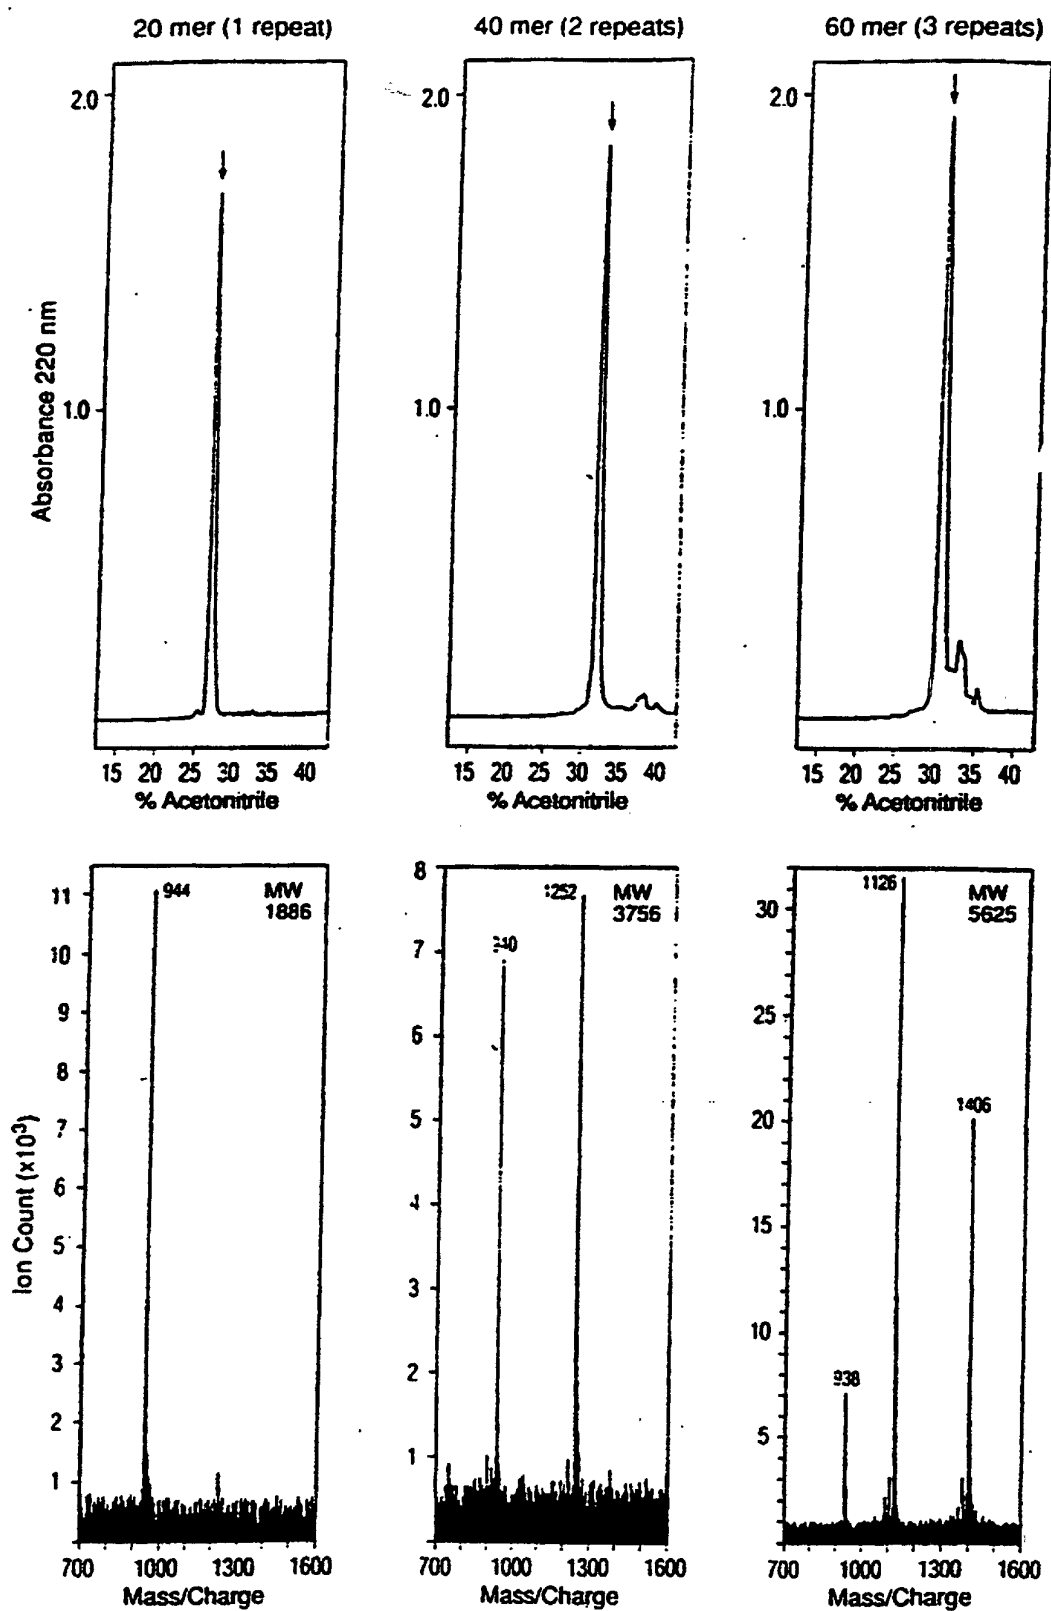 20 mer (1 repeat)
40 mer (2 repeats)
60 mer (3 repeats)
Absorbance 220 nm
2.0
1.0
15 20 25 30 35 40
% Acetonitrile
2.0
1.0
15 20 25 30 35 40
% Acetonitrile
2.0
1.0
15 20 25 30 35 40
% Acetonitrile
Ion Count (x10³)
11
10
9
8
7
6
5
4
3
2
1
944
MW
1886
700 1000 1300 1600
Mass/Charge
8
7
6
5
4
3
2
1
1252
MW
3756
700 1000 1300 1600
Mass/Charge
30
25
20
15
10
5
1126
MW
5625
1406
938
700 1000 1300 1600
Mass/Charge